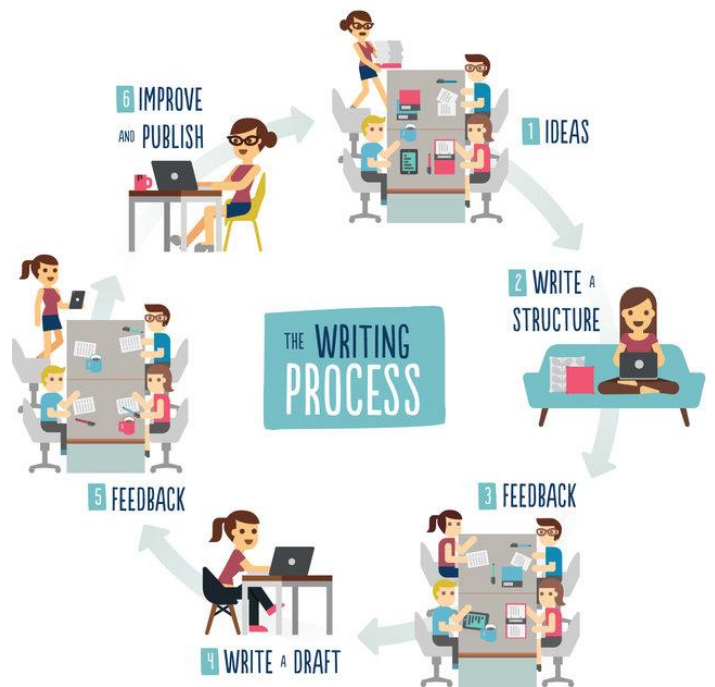 THE WRITING
PROCESS
1 IDEAS
2 WRITE A
STRUCTURE
3 FEEDBACK
4 WRITE A DRAFT
5 FEEDBACK
6 IMPROVE
AND PUBLISH